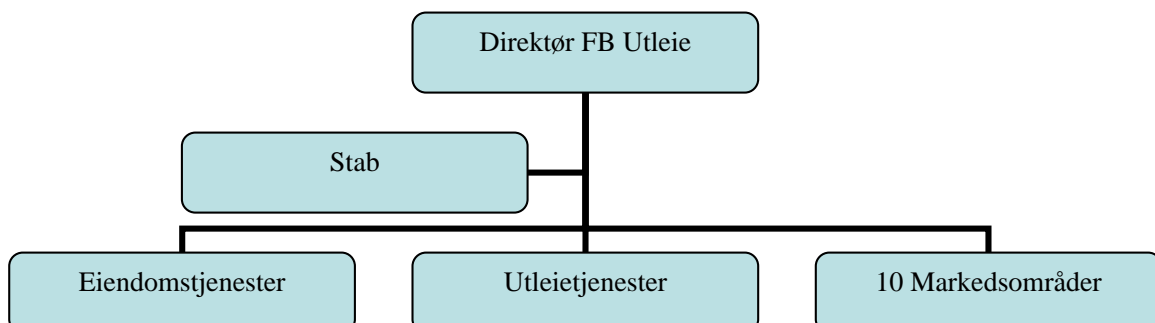 Direktør FB Utleie
Stab
Eiendomstjenester
Utleietjenester
10 Markedsområder